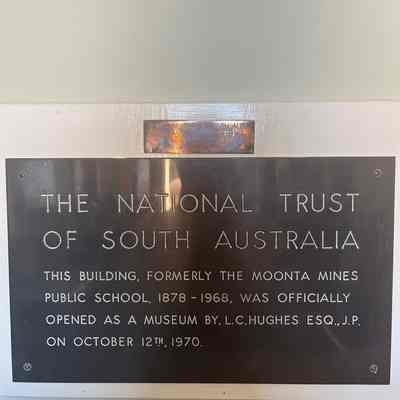 THE NATIONAL TRUST
OF SOUTH AUSTRALIA
THIS BUILDING, FORMERLY THE MOONTA MINES
PUBLIC SCHOOL, 1878-1968, WAS OFFICIALLY
OPENED AS A MUSEUM BY, L.C.HUGHES ESQ., J.P.
ON OCTOBER 12TH, 1970.